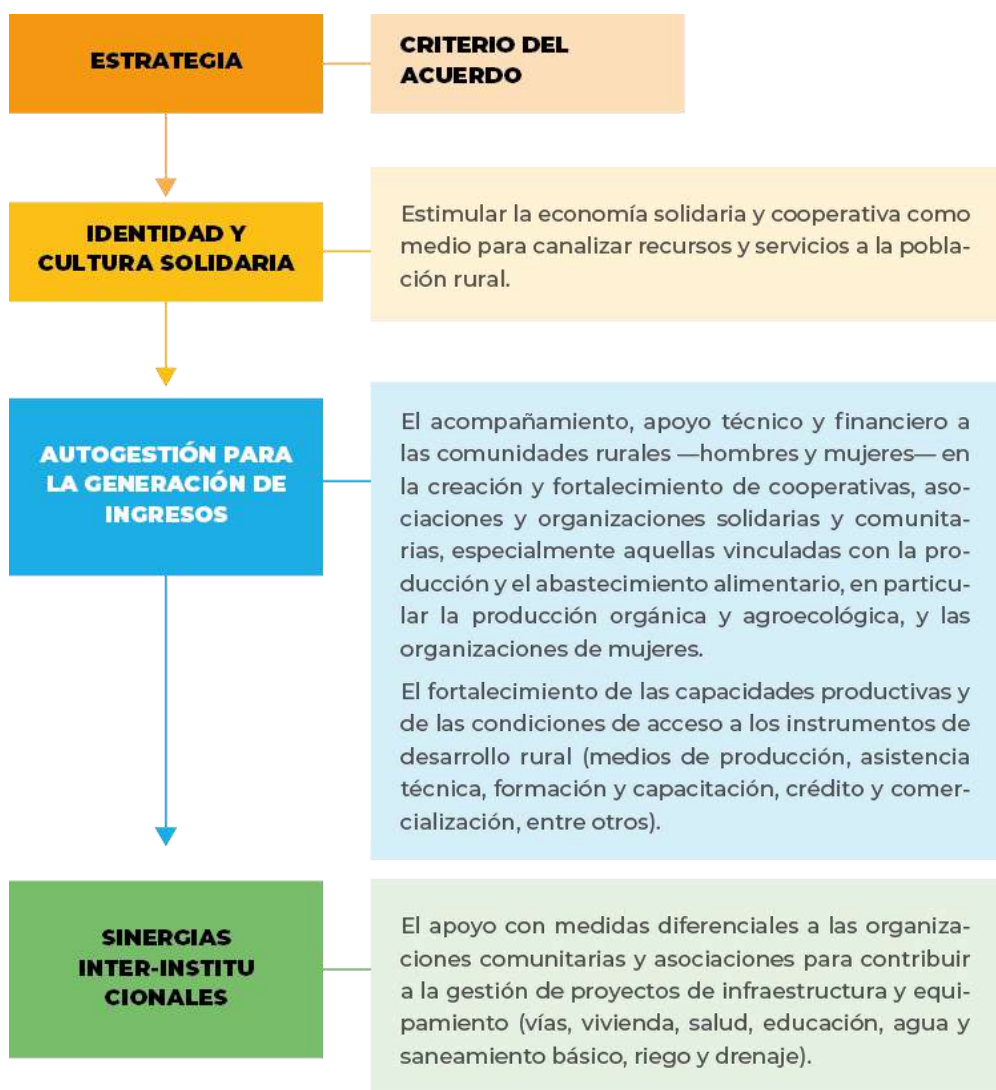 ESTRATEGIA
CRITERIO DEL
ACUERDO
IDENTIDAD Y
CULTURA SOLIDARIA
Estimular la economía solidaria y cooperativa como
medio para canalizar recursos y servicios a la pobla-
ción rural.
AUTOGESTIÓN PARA
LA GENERACIÓN DE
INGRESOS
El acompañamiento, apoyo técnico y financiero a
las comunidades rurales —hombres y mujeres— en
la creación y fortalecimiento de cooperativas, aso-
ciaciones y organizaciones solidarias y comunita-
rias, especialmente aquellas vinculadas con la pro-
ducción y el abastecimiento alimentario, en particu-
lar la producción orgánica y agroecológica, y las
organizaciones de mujeres.
El fortalecimiento de las capacidades productivas y
de las condiciones de acceso a los instrumentos de
desarrollo rural (medios de producción, asistencia
técnica, formación y capacitación, crédito y comer-
cialización, entre otros).
SINERGIAS
INTER-INSTITU
CIONALES
El apoyo con medidas diferenciales a las organiza-
ciones comunitarias y asociaciones para contribuir
a la gestión de proyectos de infraestructura y equi-
pamiento (vías, vivienda, salud, educación, agua y
saneamiento básico, riego y drenaje).